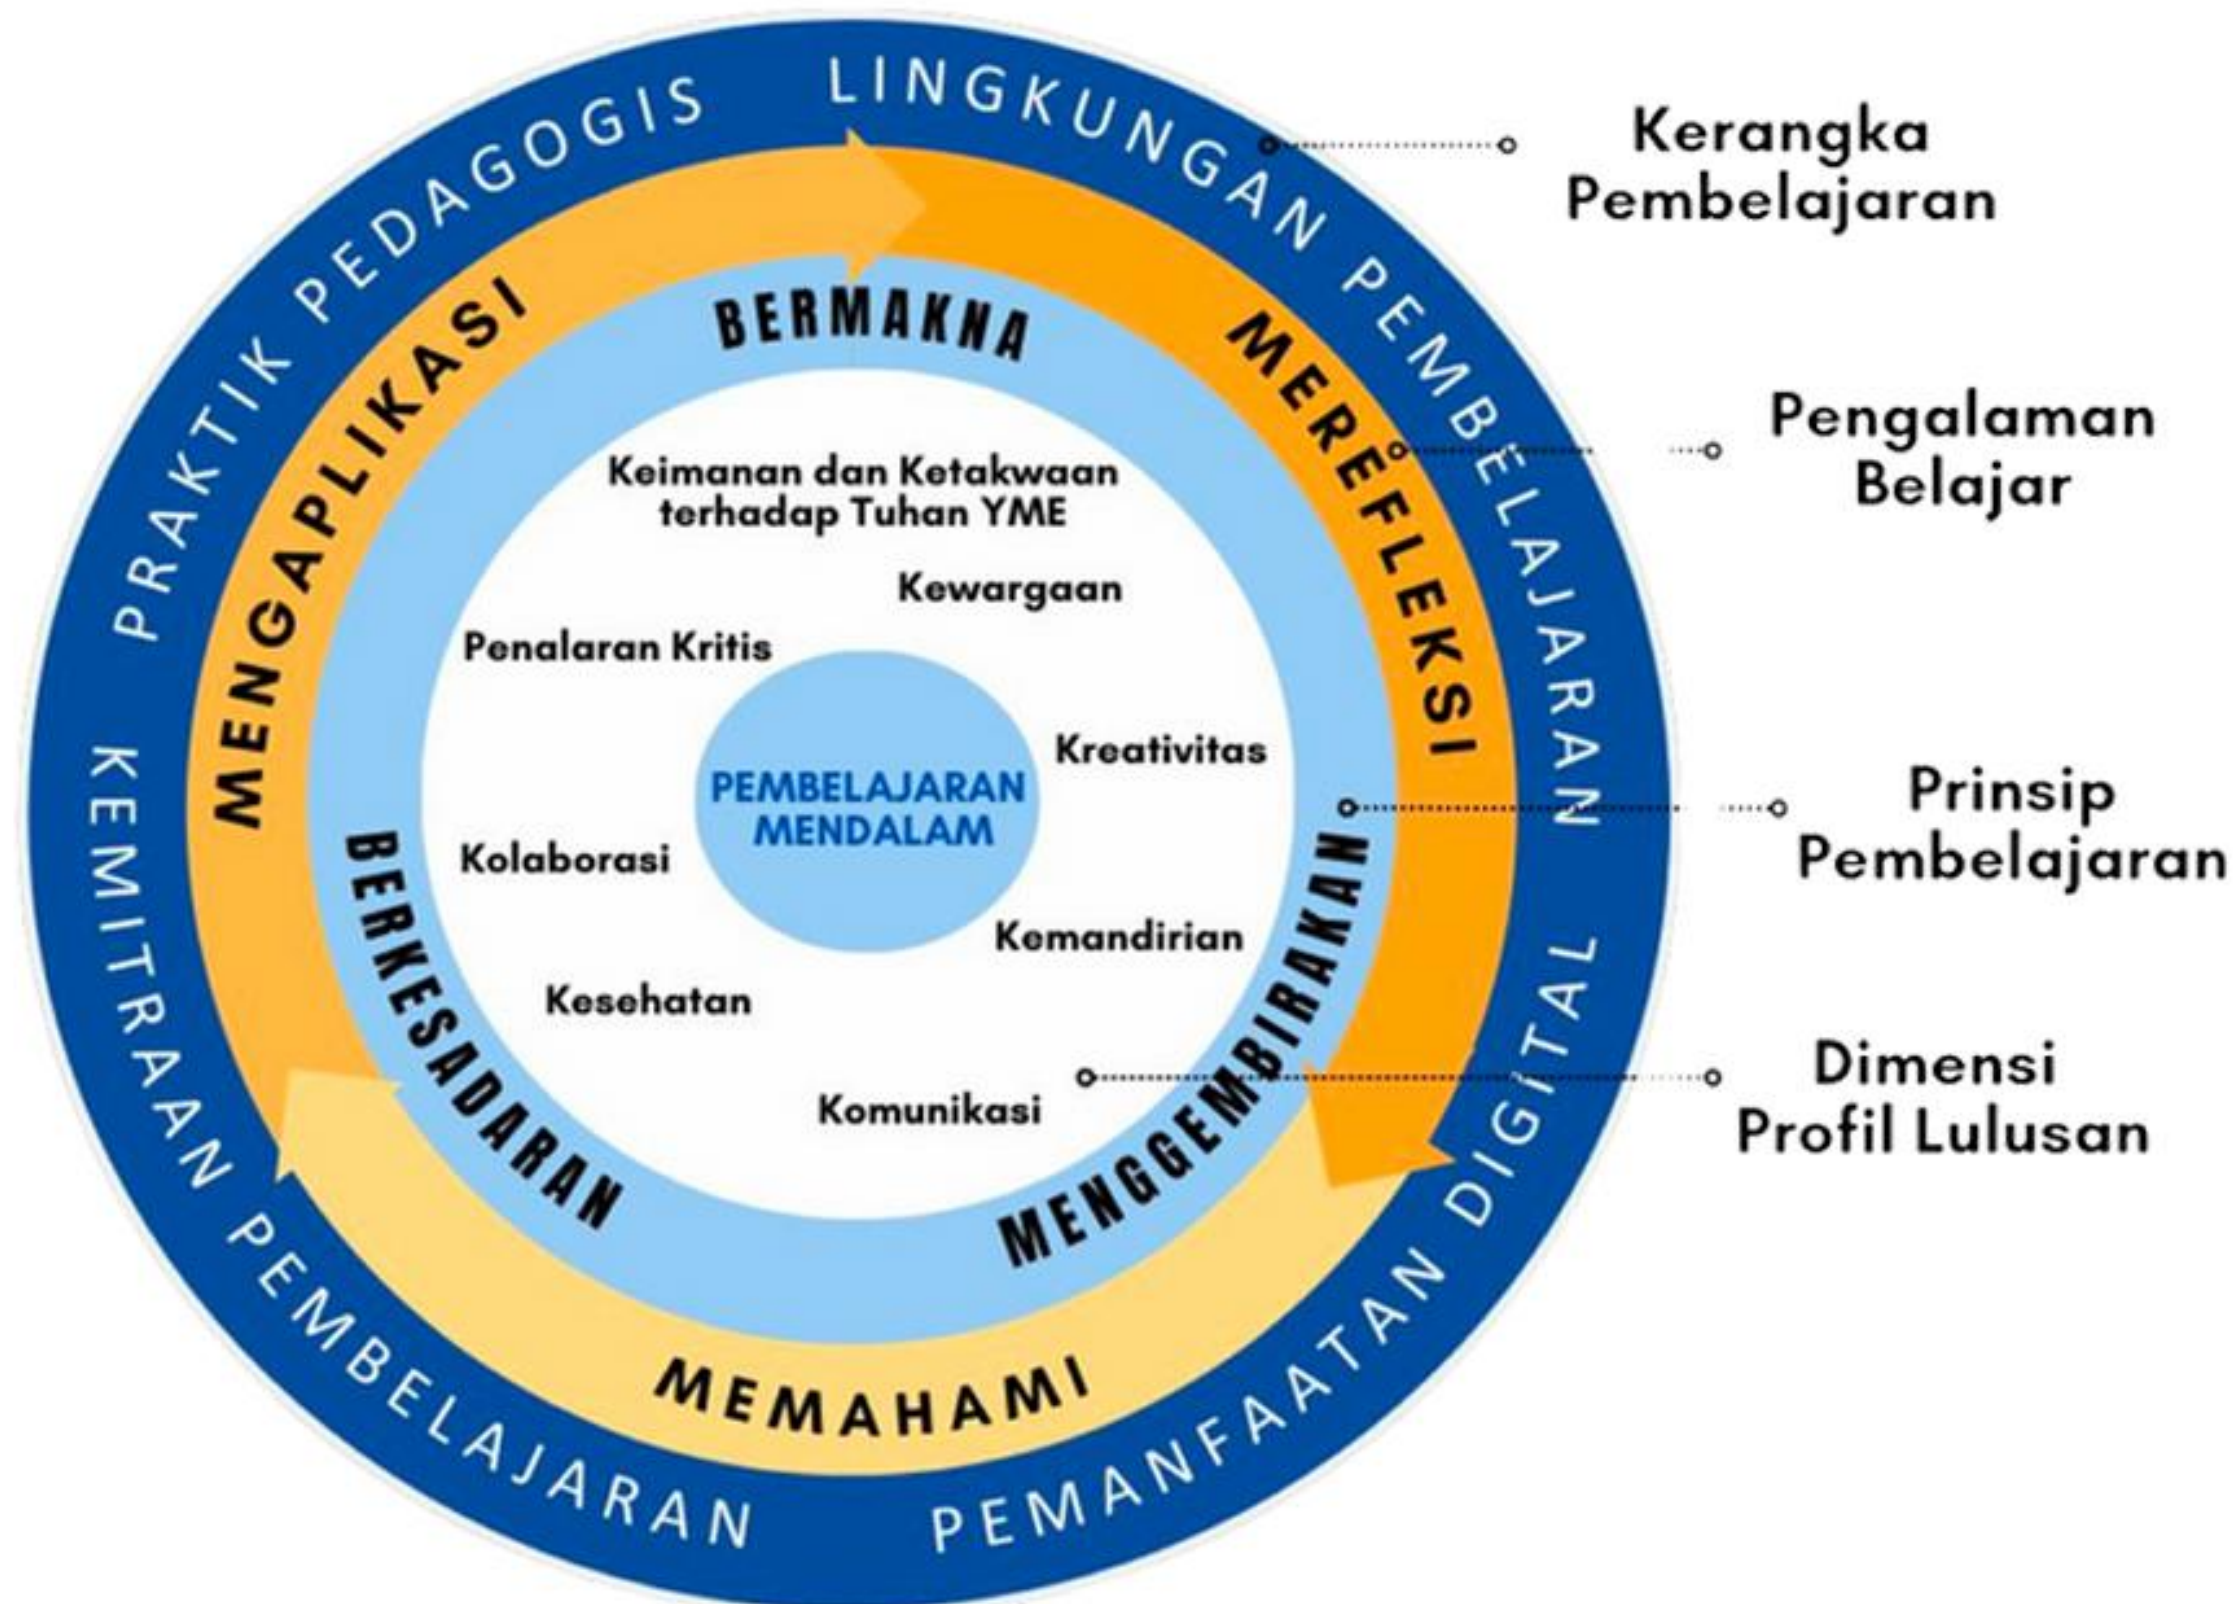 PRAKTIK PEDAGOGIS
LINGKUNGAN PEMBELAJARAN
PEMANFAATAN DIGITAL
KEMITRAAN PEMBELAJARAN
MENGAPLIKASI
MEREFLEKSI
MEMAHAMI
BERMAKNA
MENGGEMBIRAKAN
BERKESADARAN
Keimanan dan Ketakwaan
terhadap Tuhan YME
Kewargaan
Penalaran Kritis
Kreativitas
PEMBELAJARAN
MENDALAM
Kolaborasi
Kemandirian
Kesehatan
Komunikasi
Kerangka
Pembelajaran
Pengalaman
Belajar
Prinsip
Pembelajaran
Dimensi
Profil Lulusan